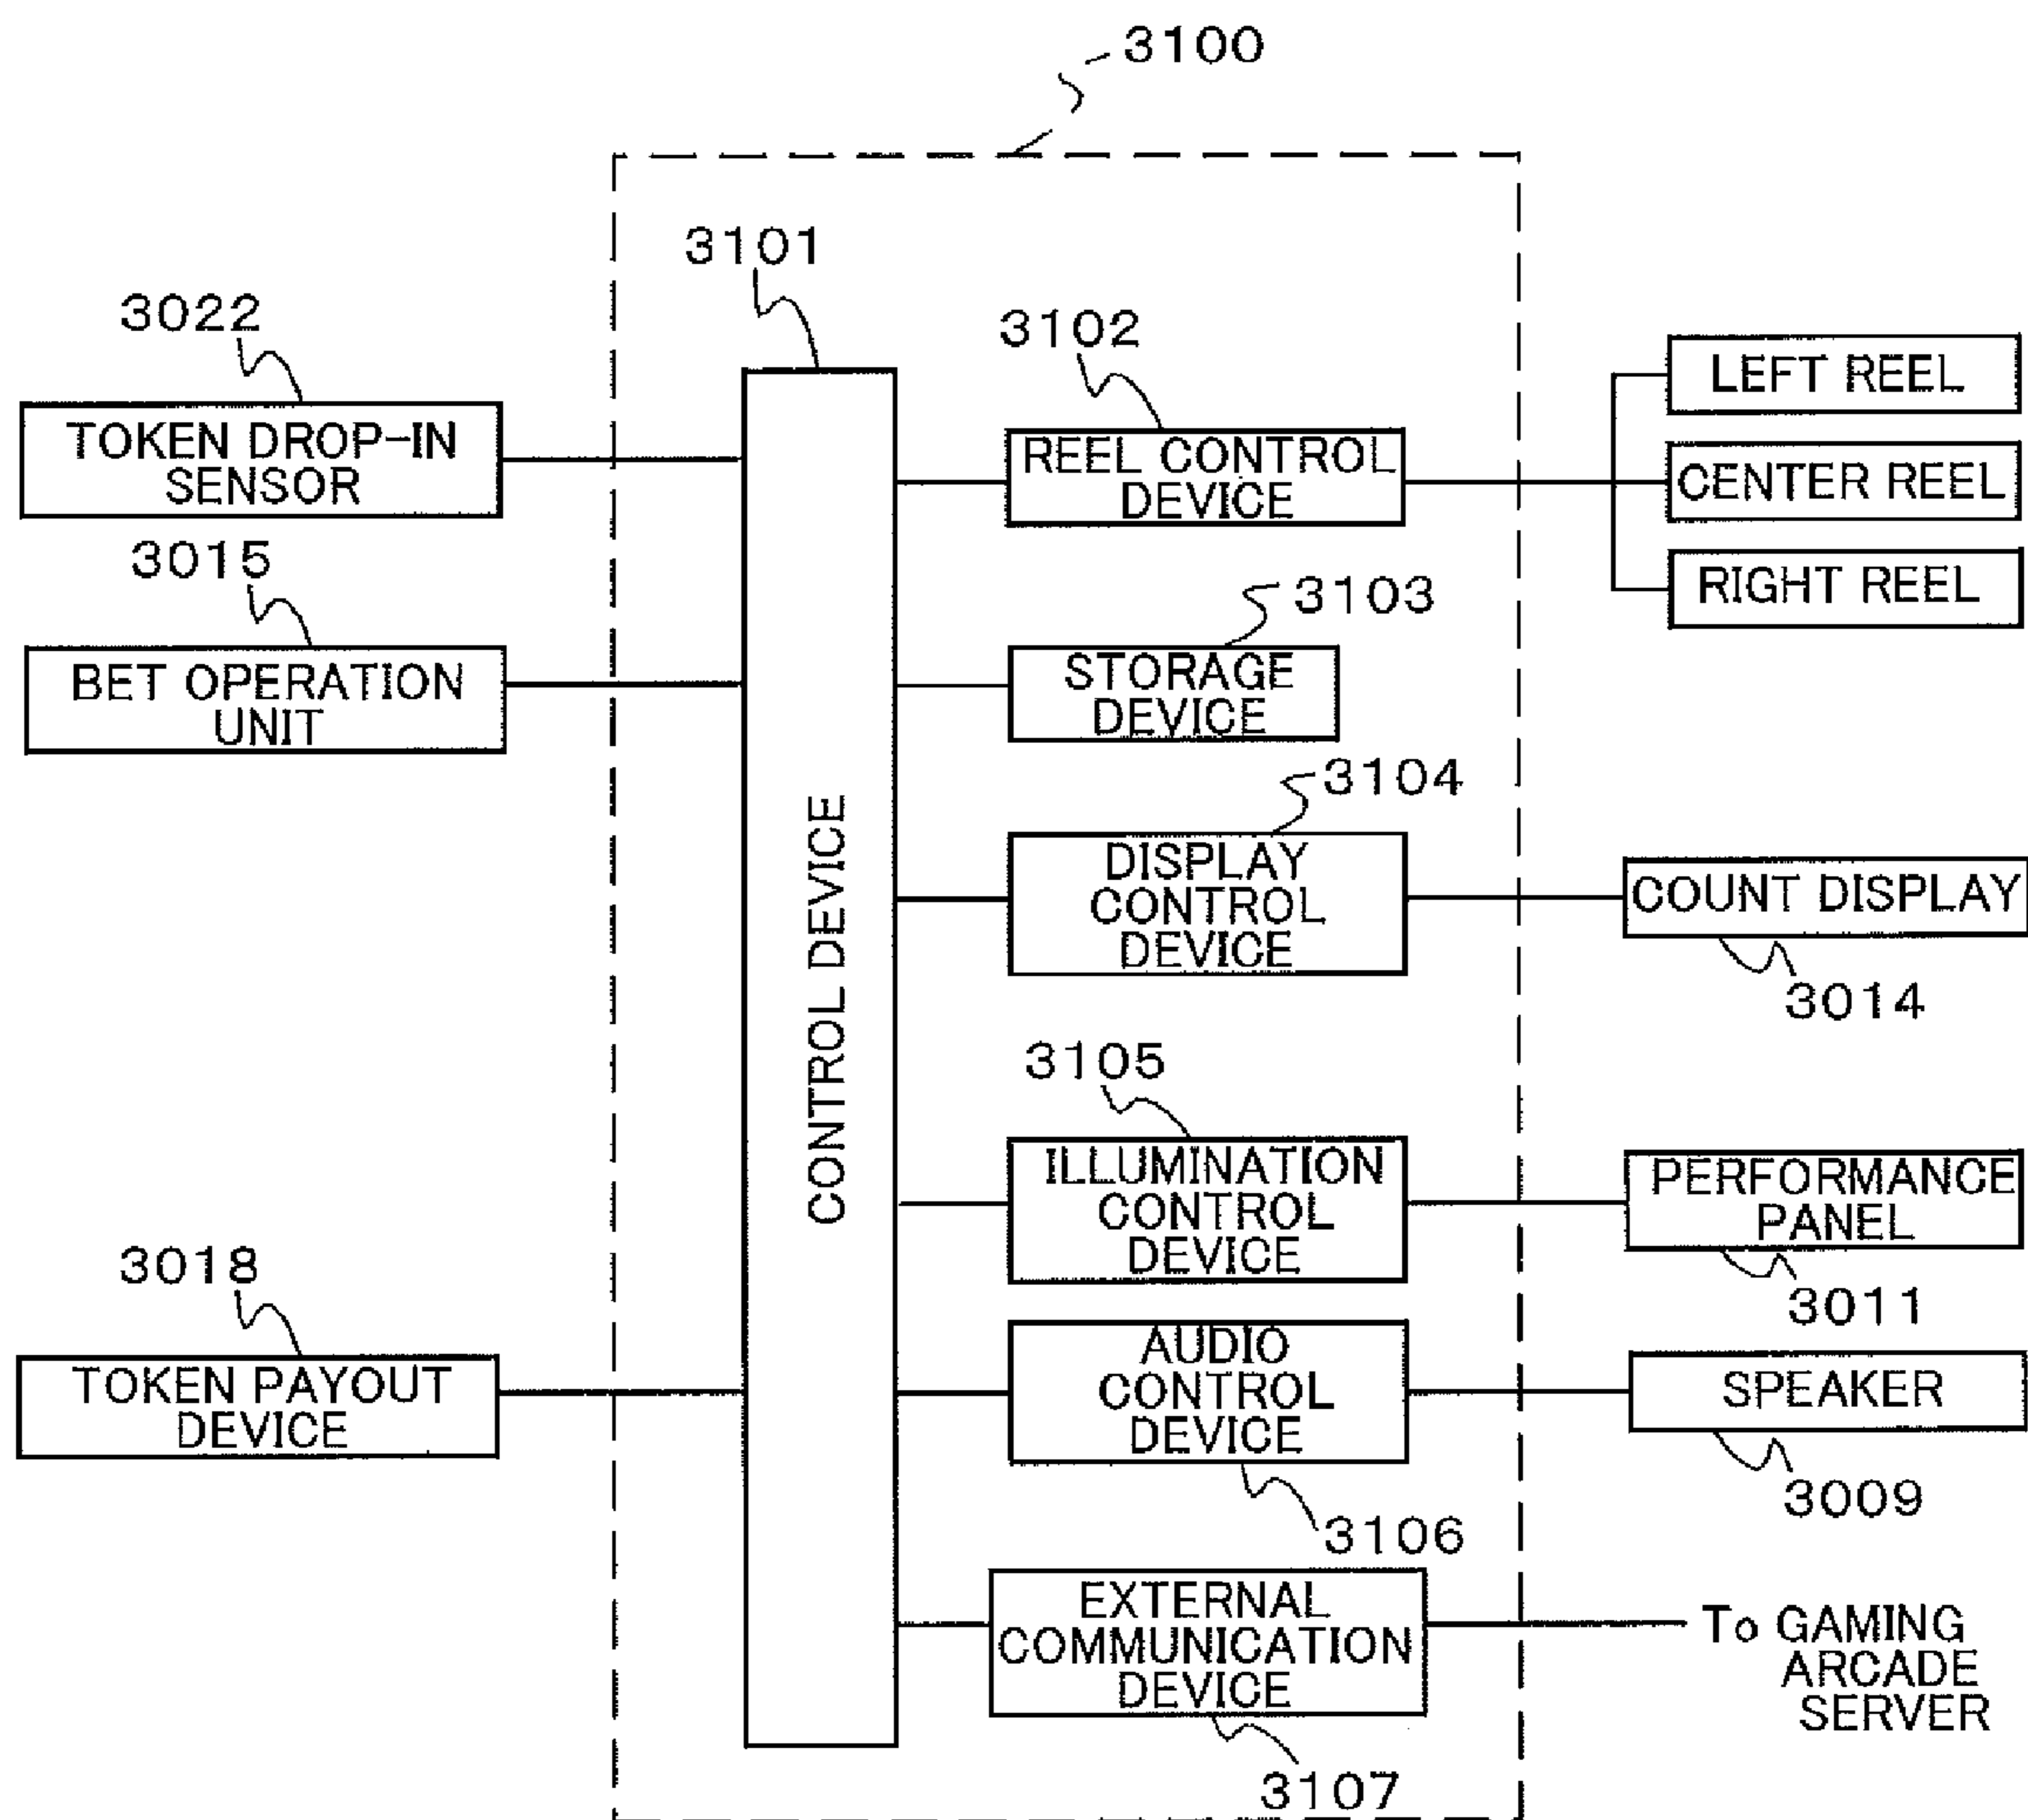 3100
3101
3022
TOKEN DROP-IN
SENSOR
3102
REEL CONTROL
DEVICE
LEFT REEL
CENTER REEL
RIGHT REEL
3015
BET OPERATION
UNIT
3103
STORAGE
DEVICE
3104
DISPLAY
CONTROL
DEVICE
COUNT DISPLAY
3014
CONTROL DEVICE
3105
ILLUMINATION
CONTROL
DEVICE
PERFORMANCE
PANEL
3011
3018
TOKEN PAYOUT
DEVICE
AUDIO
CONTROL
DEVICE
3106
SPEAKER
3009
EXTERNAL
COMMUNICATION
DEVICE
3107
To GAMING
ARCADE
SERVER